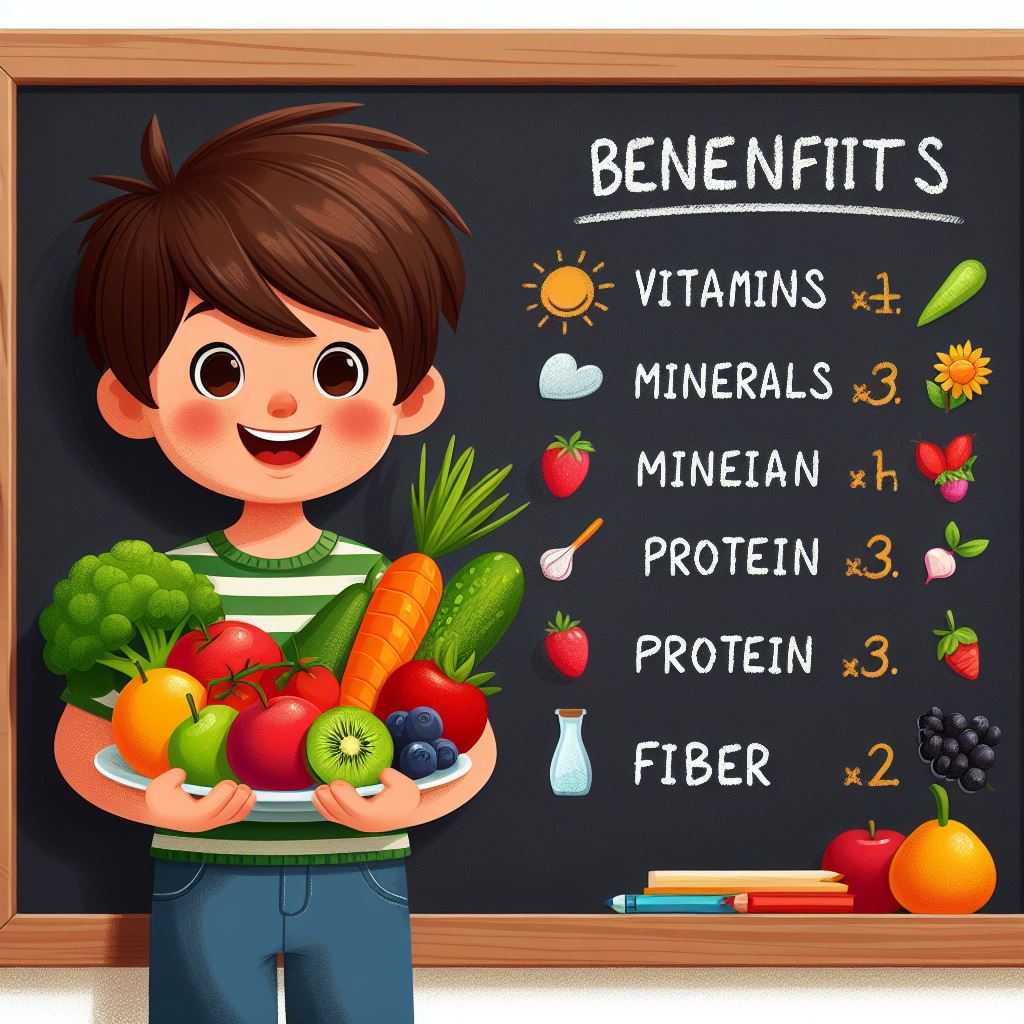 BENENFIITS
VITAMINS x1.
MINERALS x3.
MINEIAN xh
PROTEIN x3.
PROTEIN x3.
FIBER x2